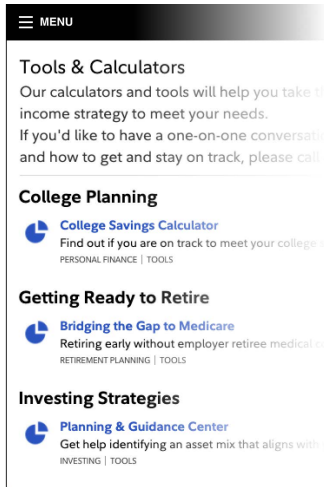 MENU
Tools & Calculators
Our calculators and tools will help you take
income strategy to meet your needs.
If you'd like to have a one-on-one
and how to get and stay on track, please call
College Planning
College Savings Calculator
Find out if you are on track to meet your college
PERSONAL FINANCE | TOOLS
Getting Ready to Retire
Bridging the Gap to Medicare
Retiring early without employer retiree medical
RETIREMENT PLANNING | TOOLS
Investing Strategies
Planning & Guidance Center
Get help identifying an asset mix that aligns with
INVESTING | TOOLS